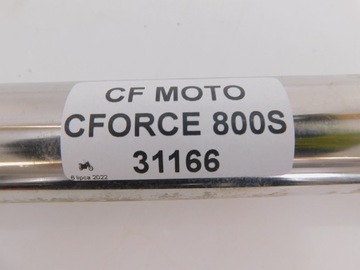 CF MOTO
CFORCE 800S
31166
6 lipca 2022